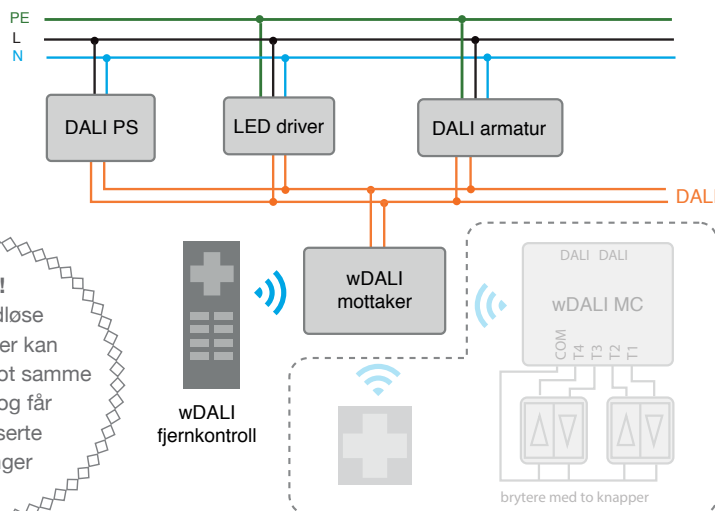 PE
L
N
DALI PS
LED driver
DALI armatur
DALI
wDALI
mottaker
wDALI
fjernkontroll
DALI DALI
wDALI MC
COM
T4
T3
T2
T1
brytere med to knapper
!
dløse
er kan
ot samme
og får
serte
nger